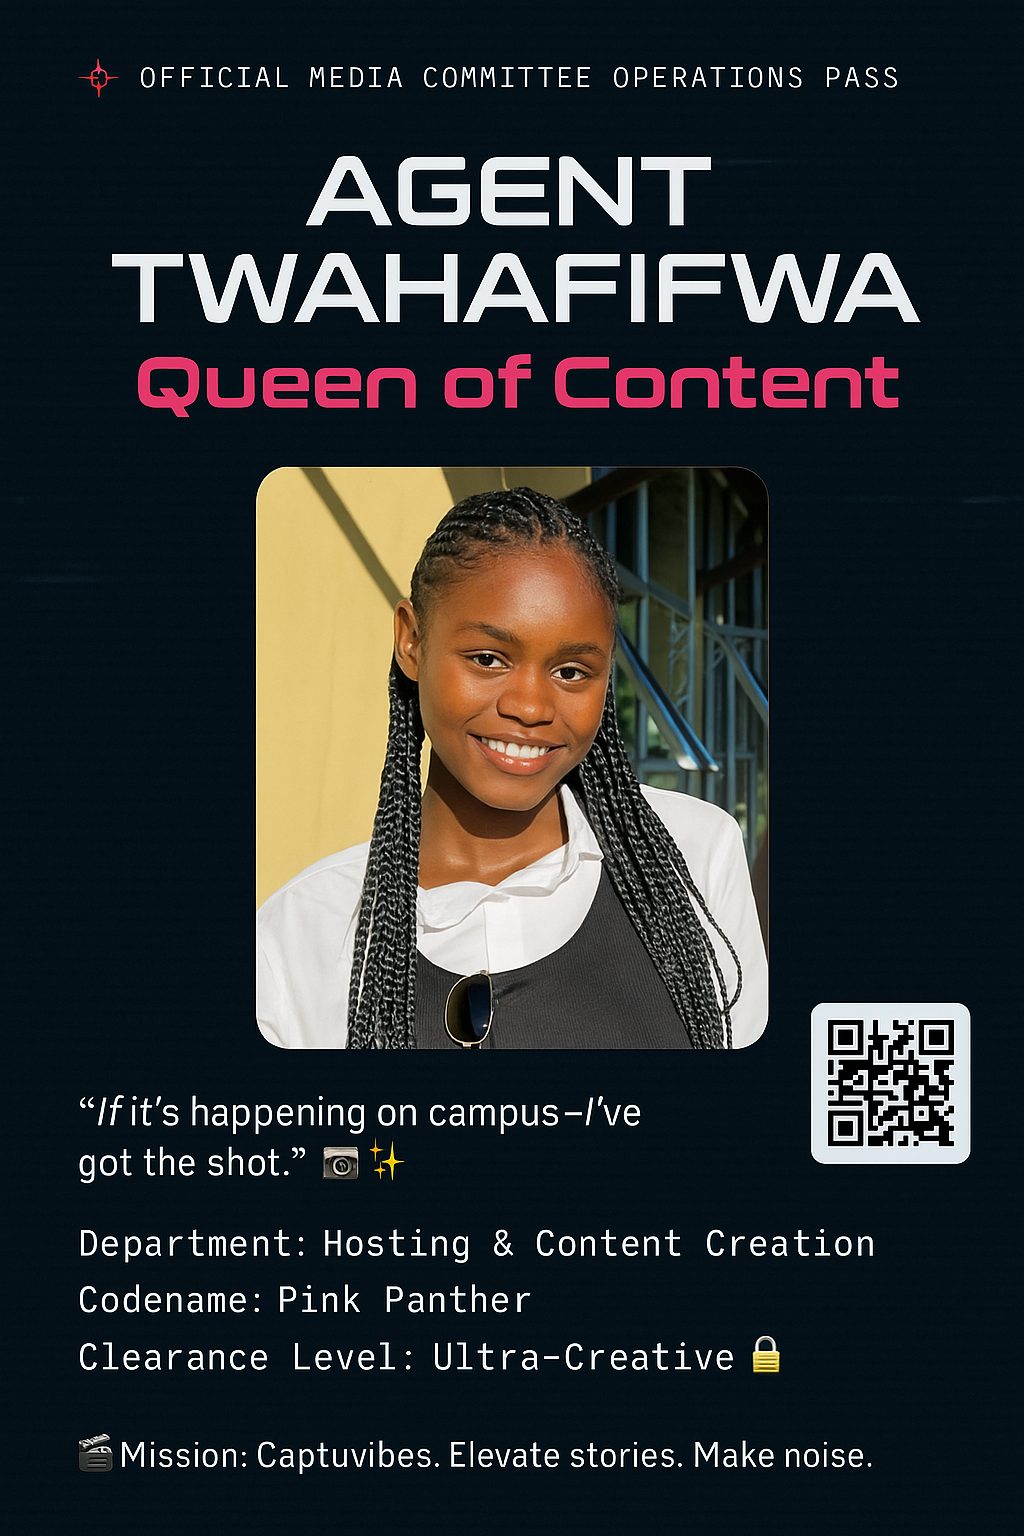 OFFICIAL MEDIA COMMITTEE OPERATIONS PASS
AGENT
TWAHAFIFWA
Queen of Content
“If it’s happening on campus–I’ve
got the shot.” 📷 ✨
Department: Hosting & Content Creation
Codename: Pink Panther
Clearance Level: Ultra-Creative 🔒
🎬 Mission: Captuvibes. Elevate stories. Make noise.